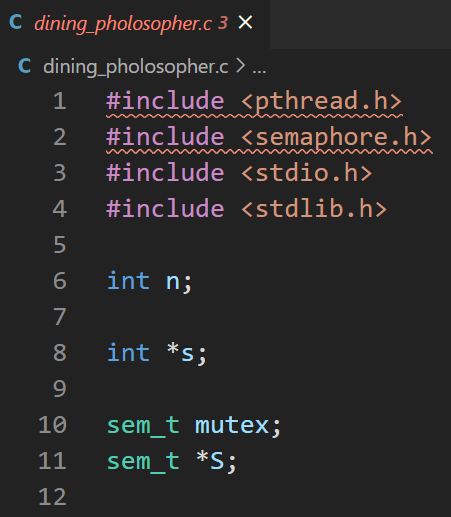 C dining_pholosopher.c 3 ×
C dining_pholosopher.c > ...
1 #include <pthread.h>
2 #include <semaphore.h>
3 #include <stdio.h>
4 #include <stdlib.h>
5
6 int n;
7
8 int *s;
9
10 sem_t mutex;
11 sem_t *S;
12